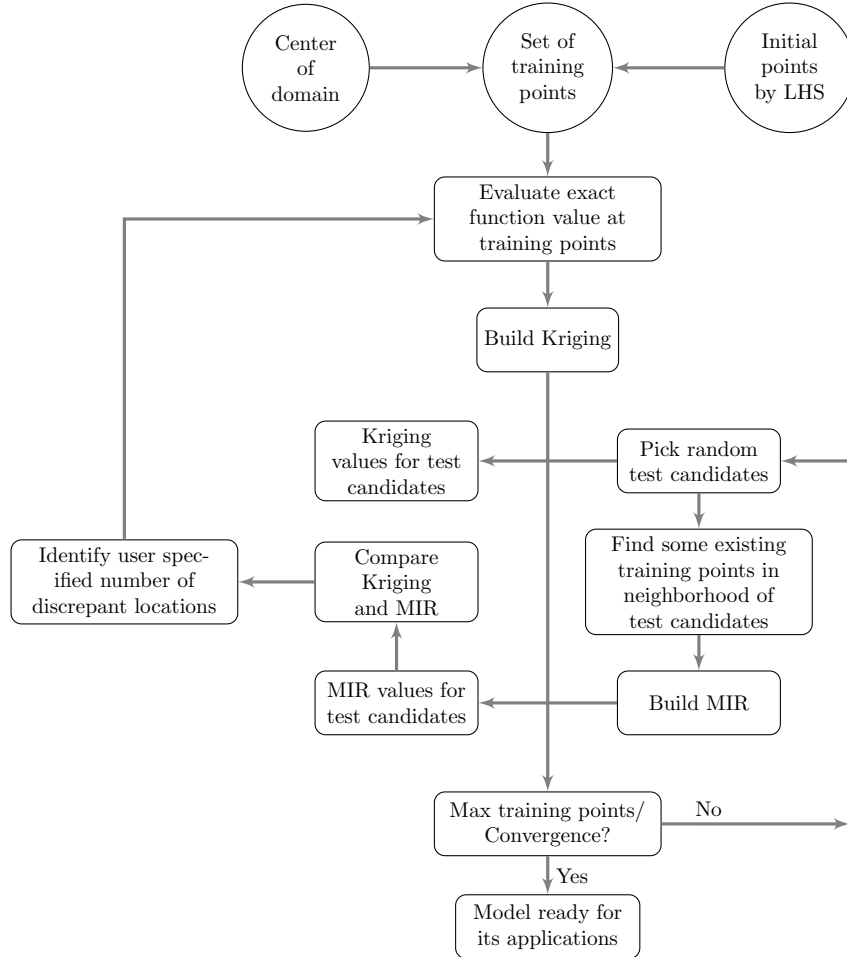 Center
of
domain
Set of
training
points
Initial
points
by LHS
Evaluate exact
function value at
training points
Build Kriging
Kriging
values for test
candidates
Pick random
test candidates
Identify user spec-
ified number of
discrepant locations
Compare
Kriging
and MIR
Find some existing
training points in
neighborhood of
test candidates
MIR values for
test candidates
Build MIR
Max training points/
Convergence?
No
Yes
Model ready for
its applications